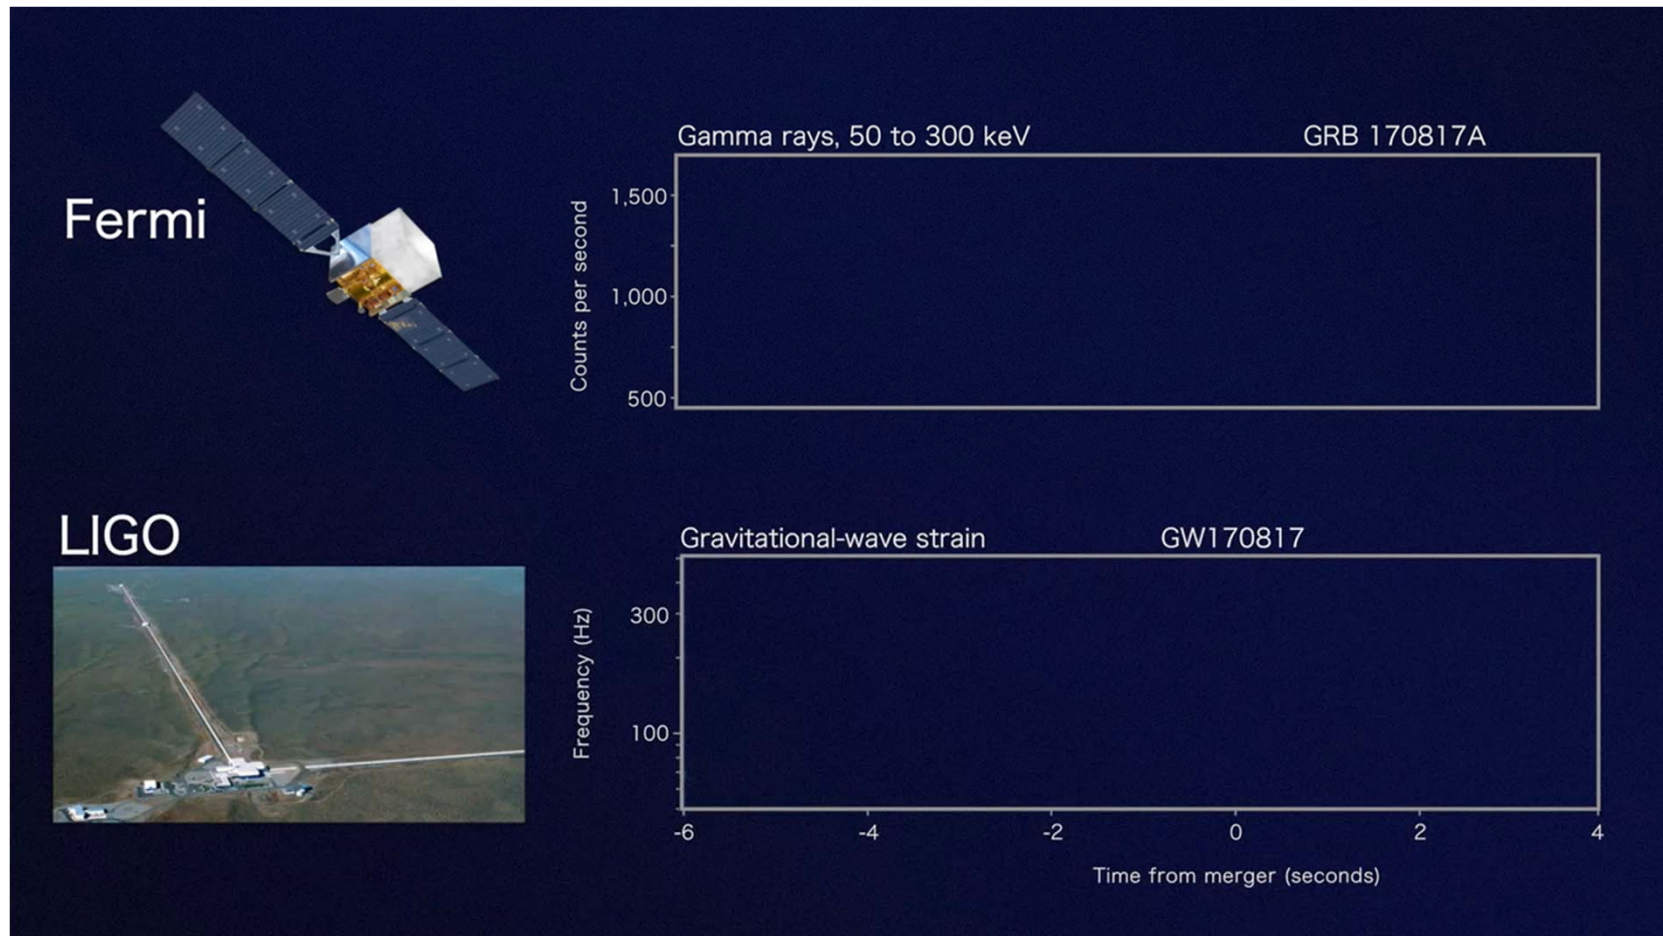 Fermi
Gamma rays, 50 to 300 keV
GRB 170817A
Counts per second
1,500
1,000
500
LIGO
Gravitational-wave strain
GW170817
Frequency (Hz)
300
100
-6 -4 -2 0 2 4
Time from merger (seconds)